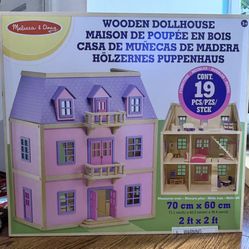 Melissa & Doug
WOODEN DOLLHOUSE
MAISON DE POUPÉE EN BOIS
CASA DE MUÑECAS DE MADERA
HÖLZERNES PUPPENHAUS
CONT.
19
PCS/PZS/
STCK
70 cm x 60 cm
2 ft x 2 ft